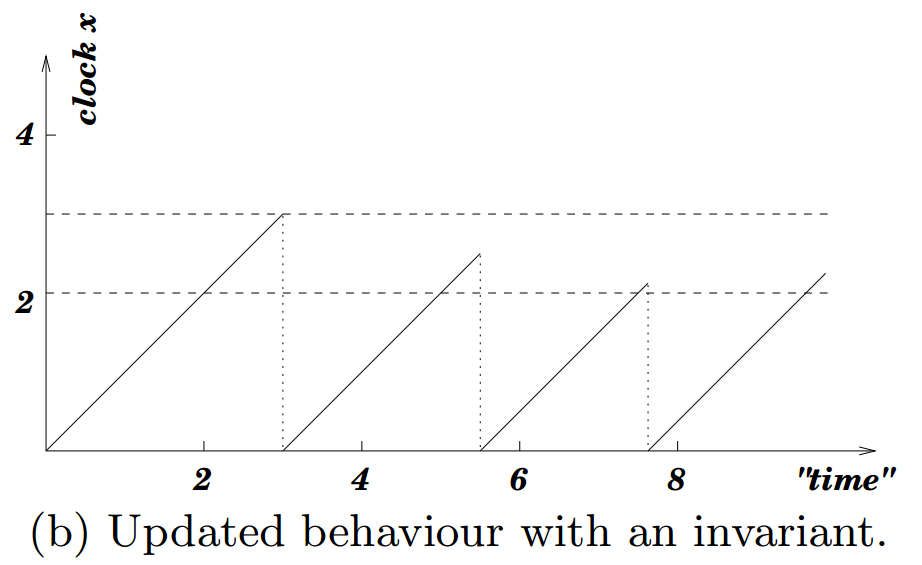 clock x
4
2
2 4 6 8 "time"
(b) Updated behaviour with an invariant.